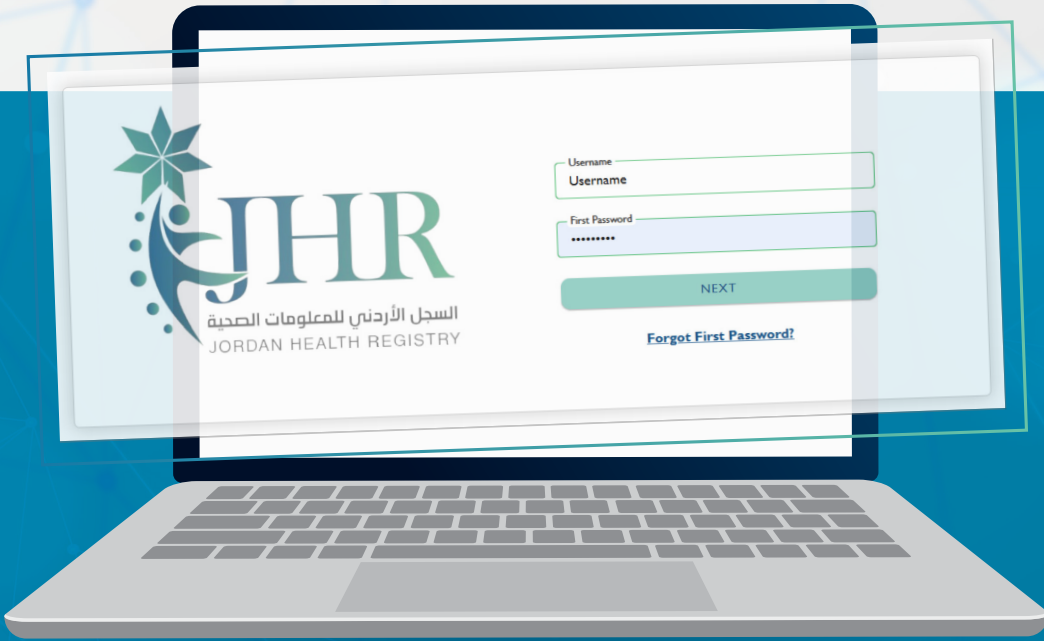 JHR
السجل الأردني للمعلومات الصحية
JORDAN HEALTH REGISTRY
Username
Username
First Password
•••••••••
NEXT
Forgot First Password?